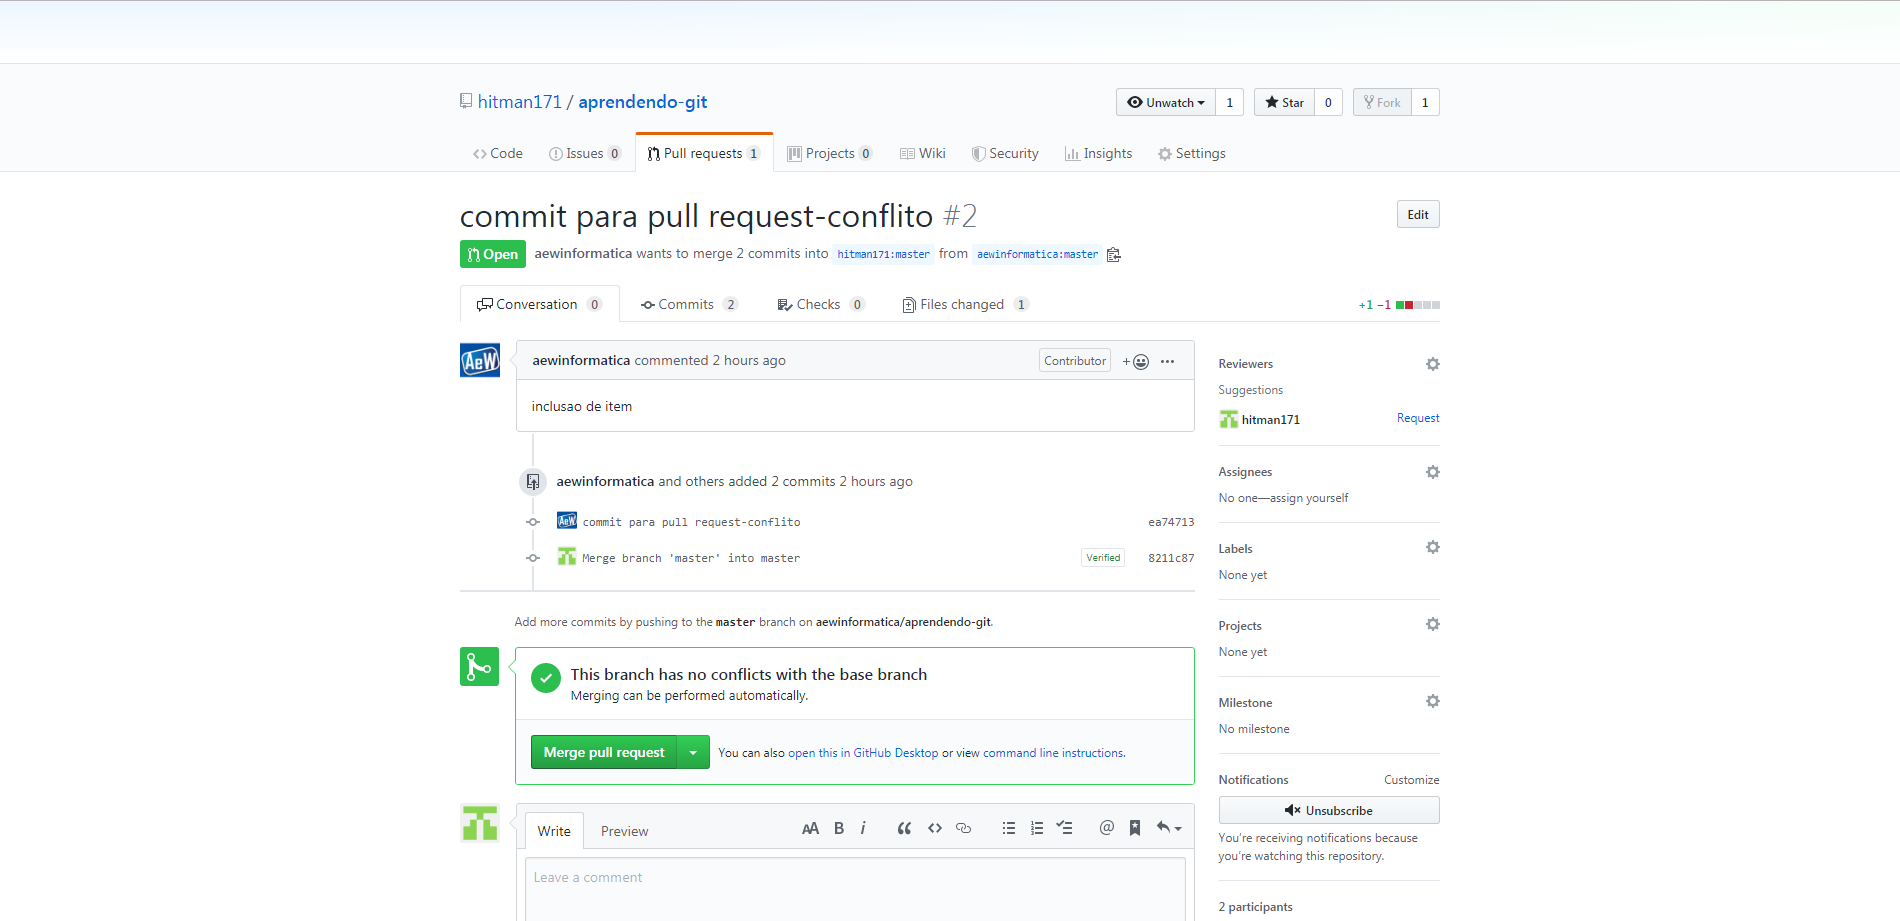 hitman171 / aprendendo-git
Unwatch 1 Star 0 Fork 1
Code Issues 0 Pull requests 1 Projects 0 Wiki Security Insights Settings
commit para pull request-conflito #2
Edit
Open aewinformatica wants to merge 2 commits into hitman171:master from aewinformatica:master
Conversation 0 Commits 2 Checks 0 Files changed 1 +1 −1
AeW
aewinformatica commented 2 hours ago Contributor + ···
inclusao de item
aewinformatica and others added 2 commits 2 hours ago
AeW commit para pull request-conflito ea74713
Merge branch 'master' into master Verified 8211c87
Add more commits by pushing to the master branch on aewinformatica/aprendendo-git.
This branch has no conflicts with the base branch
Merging can be performed automatically.
Merge pull request You can also open this in GitHub Desktop or view command line instructions.
Write Preview AA B i “ <> @
Leave a comment
Reviewers
Suggestions
hitman171 Request
Assignees
No one—assign yourself
Labels
None yet
Projects
None yet
Milestone
No milestone
Notifications Customize
Unsubscribe
You’re receiving notifications because
you’re watching this repository.
2 participants